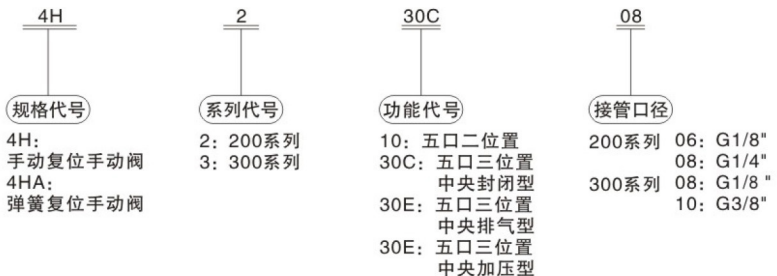 4H 2 30C 08
规格代号 系列代号 功能代号 接管口径
4H： 2：200系列 10：五口二位置 200系列 06：G1/8"
手动复位手动阀 3：300系列 30C：五口三位置 08：G1/4"
4HA： 中央封闭型 300系列 08：G1/8 "
弹簧复位手动阀 30E：五口三位置 10：G3/8"
中央排气型
30E：五口三位置
中央加压型